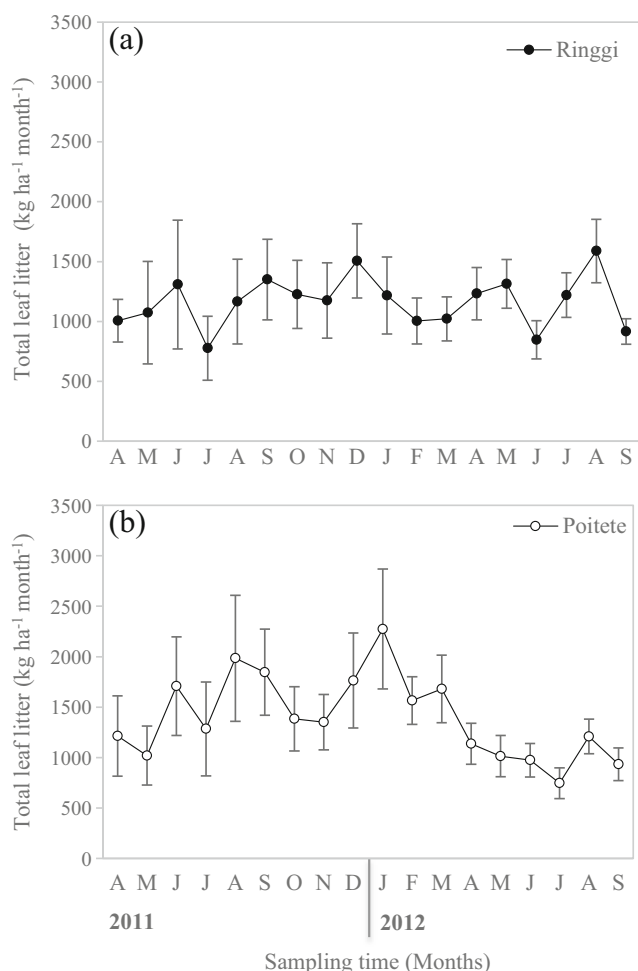 (a)
Ringgi
Total leaf litter (kg ha⁻¹ month⁻¹)
3500
3000
2500
2000
1500
1000
500
0
A M J J A S O N D J F M A M J J A S
(b)
Poitete
Total leaf litter (kg ha⁻¹ month⁻¹)
3500
3000
2500
2000
1500
1000
500
0
A M J J A S O N D J F M A M J J A S
2011 2012
Sampling time (Months)